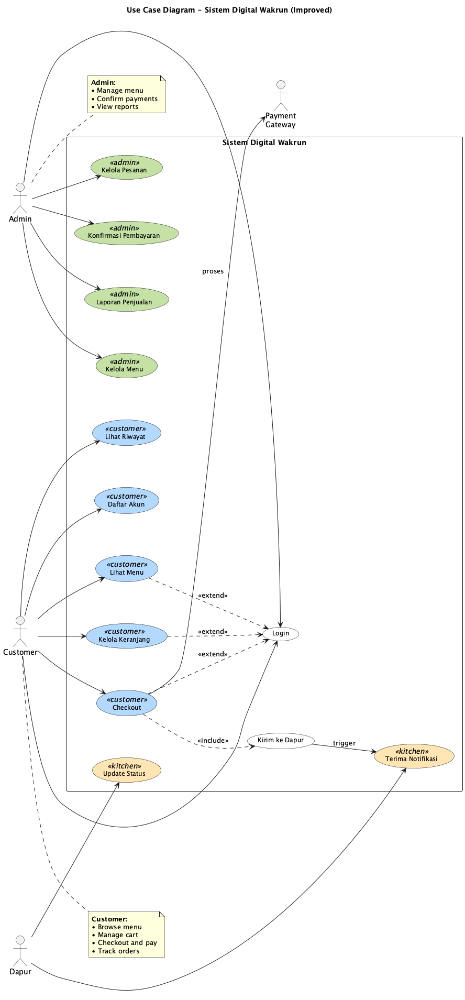 Use Case Diagram - Sistem Digital Wakrun (Improved)
Admin:
• Manage menu
• Confirm payments
• View reports
Payment
Gateway
Sistem Digital Wakrun
«admin»
Kelola Pesanan
Admin
«admin»
Konfirmasi Pembayaran
proses
«admin»
Laporan Penjualan
«admin»
Kelola Menu
«customer»
Lihat Riwayat
«customer»
Daftar Akun
«customer»
Lihat Menu
«extend»
«customer»
Kelola Keranjang
«extend»
Login
Customer
«extend»
«customer»
Checkout
«include»
Kirim ke Dapur
trigger
«kitchen»
Terima Notifikasi
«kitchen»
Update Status
Customer:
• Browse menu
• Manage cart
• Checkout and pay
• Track orders
Dapur